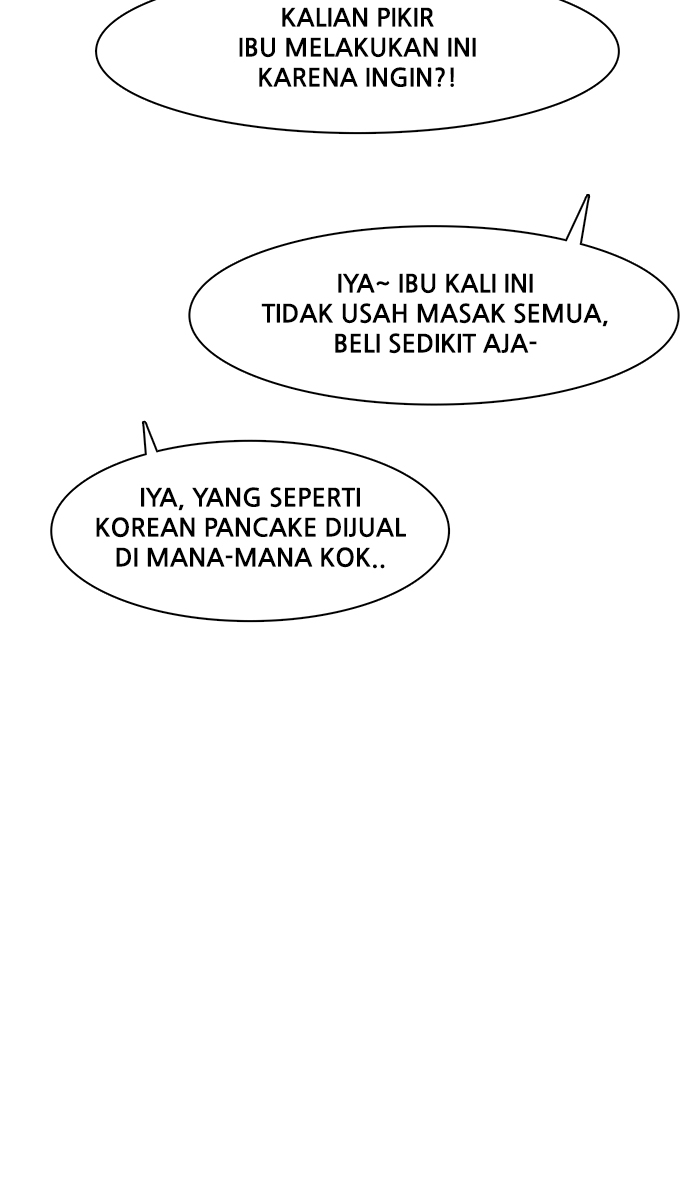 KALIAN PIKIR
IBU MELAKUKAN INI
KARENA INGIN?!
IYA~ IBU KALI INI
TIDAK USAH MASAK SEMUA,
BELI SEDIKIT AJA-
IYA, YANG SEPERTI
KOREAN PANCAKE DIJUAL
DI MANA-MANA KOK..